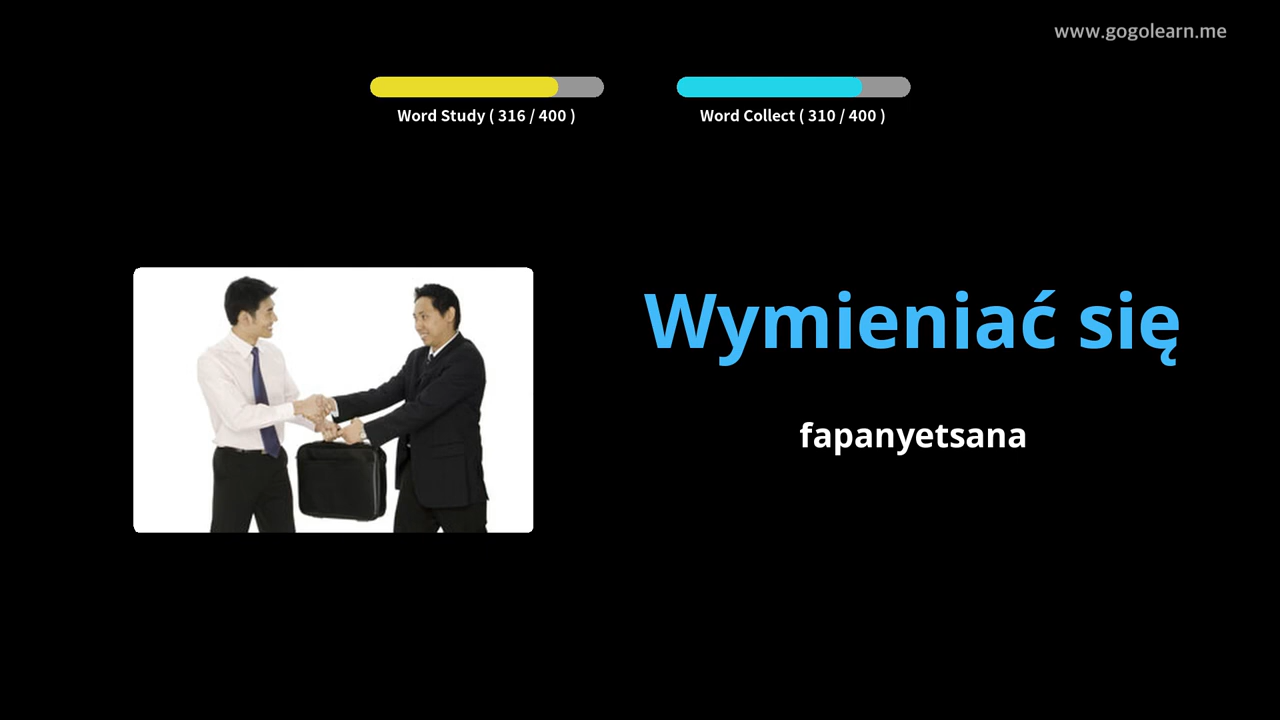 www.gogolearn.me
Word Study ( 316 / 400 )
Word Collect ( 310 / 400 )
Wymieniać się
fapanyetsana